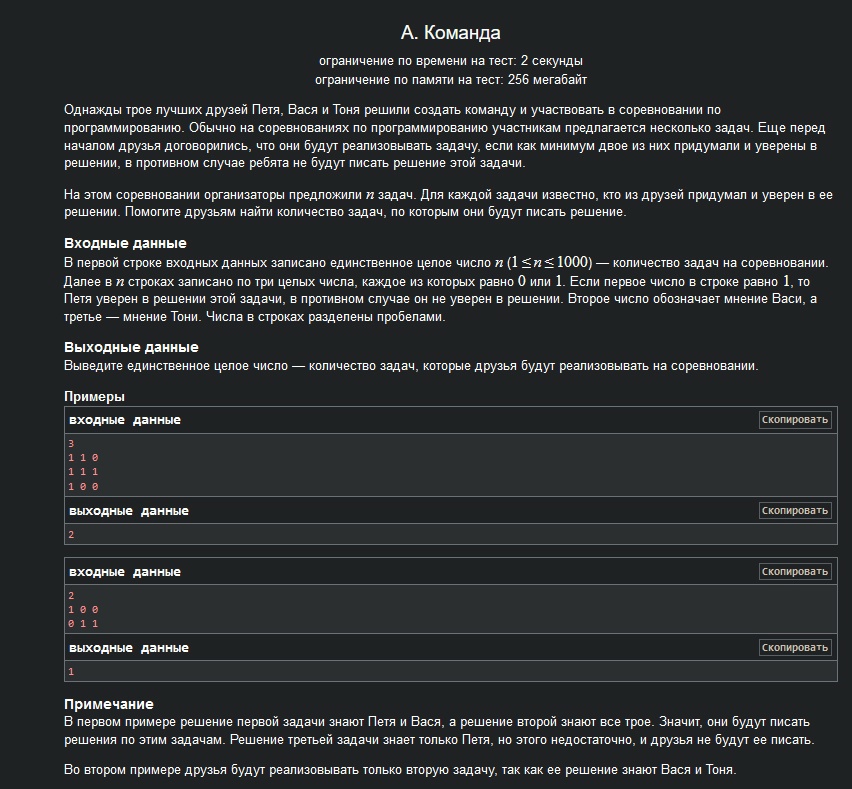 А. Команда
ограничение по времени на тест: 2 секунды
ограничение по памяти на тест: 256 мегабайт
Однажды трое лучших друзей Петя, Вася и Тоня решили создать команду и участвовать в соревновании по
программированию. Обычно на соревнованиях по программированию участникам предлагается несколько задач. Еще перед
началом друзья договорились, что они будут реализовывать задачу, если как минимум двое из них придумали и уверены в
решении, в противном случае ребята не будут писать решение этой задачи.
На этом соревновании организаторы предложили n задач. Для каждой задачи известно, кто из друзей придумал и уверен в ее
решении. Помогите друзьям найти количество задач, по которым они будут писать решение.
Входные данные
В первой строке входных данных записано единственное целое число n (1 ≤ n ≤ 1000) — количество задач на соревновании.
Далее в n строках записано по три целых числа, каждое из которых равно 0 или 1. Если первое число в строке равно 1, то
Петя уверен в решении этой задачи, в противном случае он не уверен в решении. Второе число обозначает мнение Васи, а
третье — мнение Тони. Числа в строках разделены пробелами.
Выходные данные
Выведите единственное целое число — количество задач, которые друзья будут реализовывать на соревновании.
Примеры
входные данные Скопировать
3
1 1 0
1 1 1
1 0 0
выходные данные Скопировать
2
входные данные Скопировать
2
1 0 0
0 1 1
выходные данные Скопировать
1
Примечание
В первом примере решение первой задачи знают Петя и Вася, а решение второй знают все трое. Значит, они будут писать
решения по этим задачам. Решение третьей задачи знает только Петя, но этого недостаточно, и друзья не будут ее писать.
Во втором примере друзья будут реализовывать только вторую задачу, так как ее решение знают Вася и Тоня.